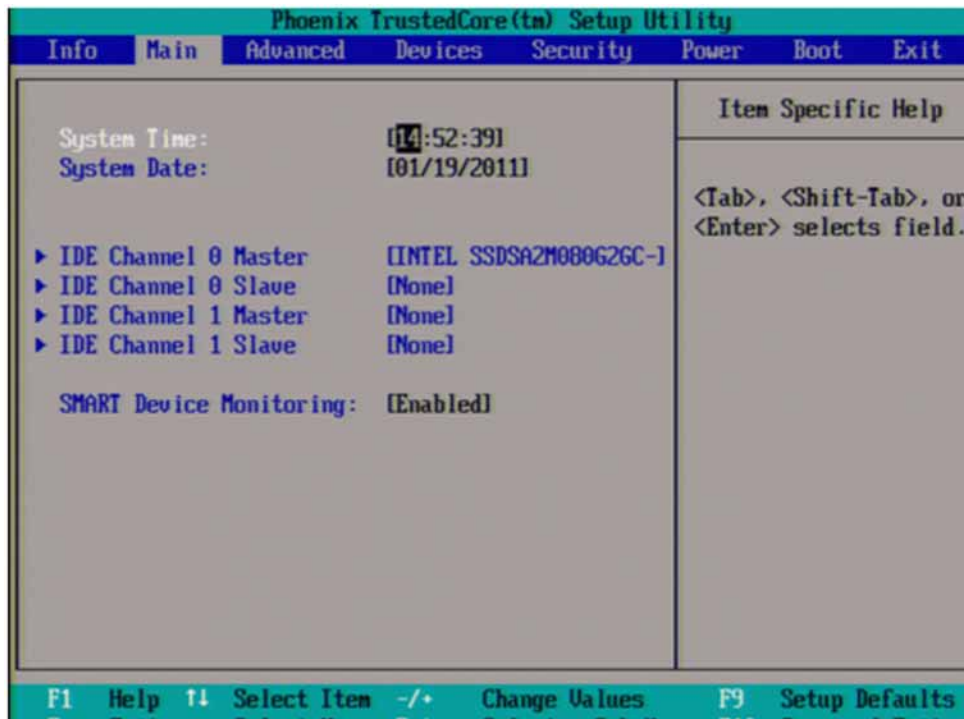 Phoenix TrustedCore(tm) Setup Utility
Info Main Advanced Devices Security Power Boot Exit
Item Specific Help
System Time: [14:52:39]
System Date: [01/19/2011]
<Tab>, <Shift-Tab>, or
<Enter> selects field.
▶ IDE Channel 0 Master [INTEL SSDSA2M080G2GC-]
▶ IDE Channel 0 Slave [None]
▶ IDE Channel 1 Master [None]
▶ IDE Channel 1 Slave [None]
SMART Device Monitoring: [Enabled]
F1 Help ↑↓ Select Item -/+ Change Values F9 Setup Defaults